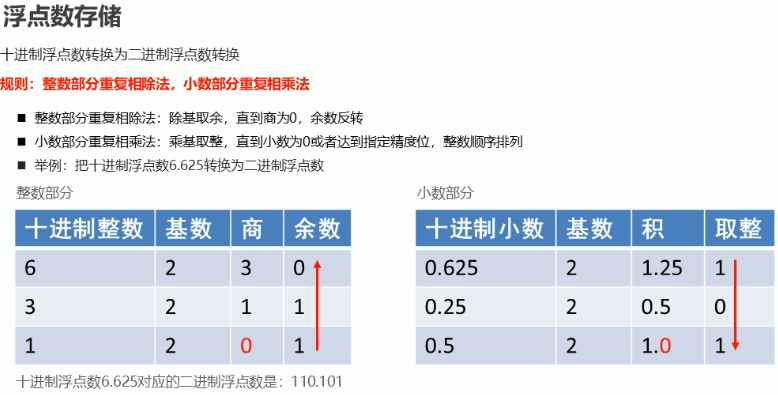 浮点数存储
十进制浮点数转换为二进制浮点数转换
规则：整数部分重复相除法，小数部分重复相乘法
■ 整数部分重复相除法：除基取余，直到商为0，余数反转
■ 小数部分重复相乘法：乘基取整，直到小数为0或者达到指定精度位，整数顺序排列
■ 举例：把十进制浮点数6.625转换为二进制浮点数
整数部分
十进制整数 基数 商 余数
6 2 3 0
3 2 1 1
1 2 0 1
小数部分
十进制小数 基数 积 取整
0.625 2 1.25 1
0.25 2 0.5 0
0.5 2 1.0 1
十进制浮点数6.625对应的二进制浮点数是：110.101